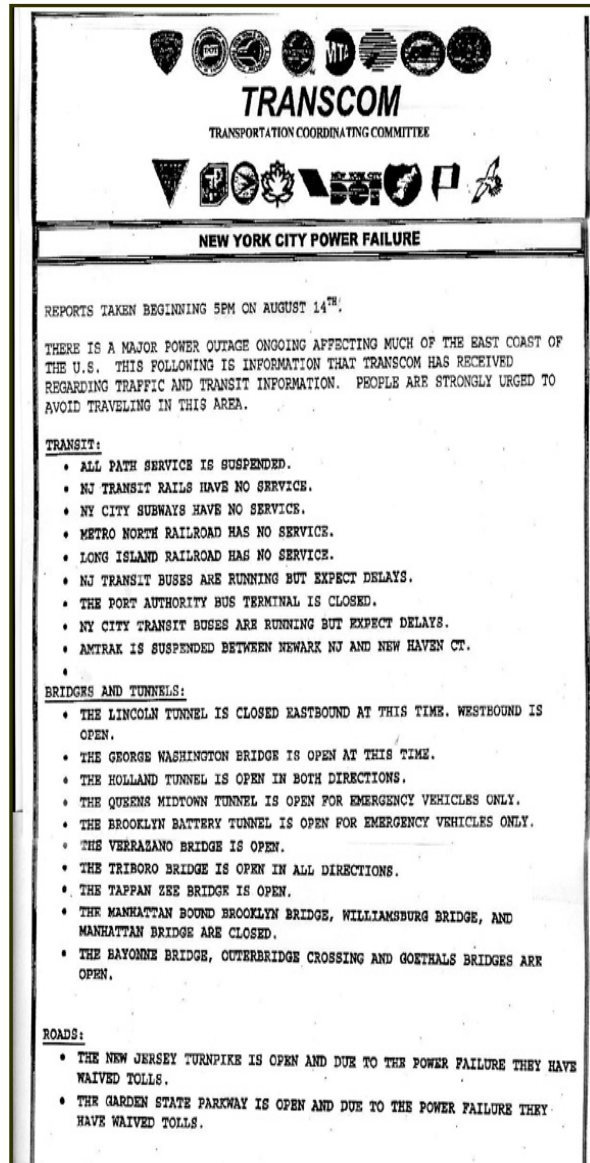 MTA
TRANSCOM
TRANSPORTATION COORDINATING COMMITTEE
NEW YORK CITY
DOT
NEW YORK CITY POWER FAILURE
REPORTS TAKEN BEGINNING 5PM ON AUGUST 14TH.
THERE IS A MAJOR POWER OUTAGE ONGOING AFFECTING MUCH OF THE EAST COAST OF
THE U.S. THIS FOLLOWING IS INFORMATION THAT TRANSCOM HAS RECEIVED
REGARDING TRAFFIC AND TRANSIT INFORMATION. PEOPLE ARE STRONGLY URGED TO
AVOID TRAVELING IN THIS AREA.
TRANSIT:
• ALL PATH SERVICE IS SUSPENDED.
• NJ TRANSIT RAILS HAVE NO SERVICE.
• NY CITY SUBWAYS HAVE NO SERVICE.
• METRO NORTH RAILROAD HAS NO SERVICE.
• LONG ISLAND RAILROAD HAS NO SERVICE.
• NJ TRANSIT BUSES ARE RUNNING BUT EXPECT DELAYS.
• THE PORT AUTHORITY BUS TERMINAL IS CLOSED.
• NY CITY TRANSIT BUSES ARE RUNNING BUT EXPECT DELAYS.
• AMTRAK IS SUSPENDED BETWEEN NEWARK NJ AND NEW HAVEN CT.
•
BRIDGES AND TUNNELS:
• THE LINCOLN TUNNEL IS CLOSED EASTBOUND AT THIS TIME. WESTBOUND IS
OPEN.
• THE GEORGE WASHINGTON BRIDGE IS OPEN AT THIS TIME.
• THE HOLLAND TUNNEL IS OPEN IN BOTH DIRECTIONS.
• THE QUEENS MIDTOWN TUNNEL IS OPEN FOR EMERGENCY VEHICLES ONLY.
• THE BROOKLYN BATTERY TUNNEL IS OPEN FOR EMERGENCY VEHICLES ONLY.
• THE VERRAZANO BRIDGE IS OPEN.
• THE TRIBORO BRIDGE IS OPEN IN ALL DIRECTIONS.
• THE TAPPAN ZEE BRIDGE IS OPEN.
• THE MANHATTAN BOUND BROOKLYN BRIDGE, WILLIAMSBURG BRIDGE, AND
MANHATTAN BRIDGE ARE CLOSED.
• THE BAYONNE BRIDGE, OUTERBRIDGE CROSSING AND GOETHALS BRIDGES ARE
OPEN.
ROADS:
• THE NEW JERSEY TURNPIKE IS OPEN AND DUE TO THE POWER FAILURE THEY HAVE
WAIVED TOLLS.
• THE GARDEN STATE PARKWAY IS OPEN AND DUE TO THE POWER FAILURE THEY
HAVE WAIVED TOLLS.